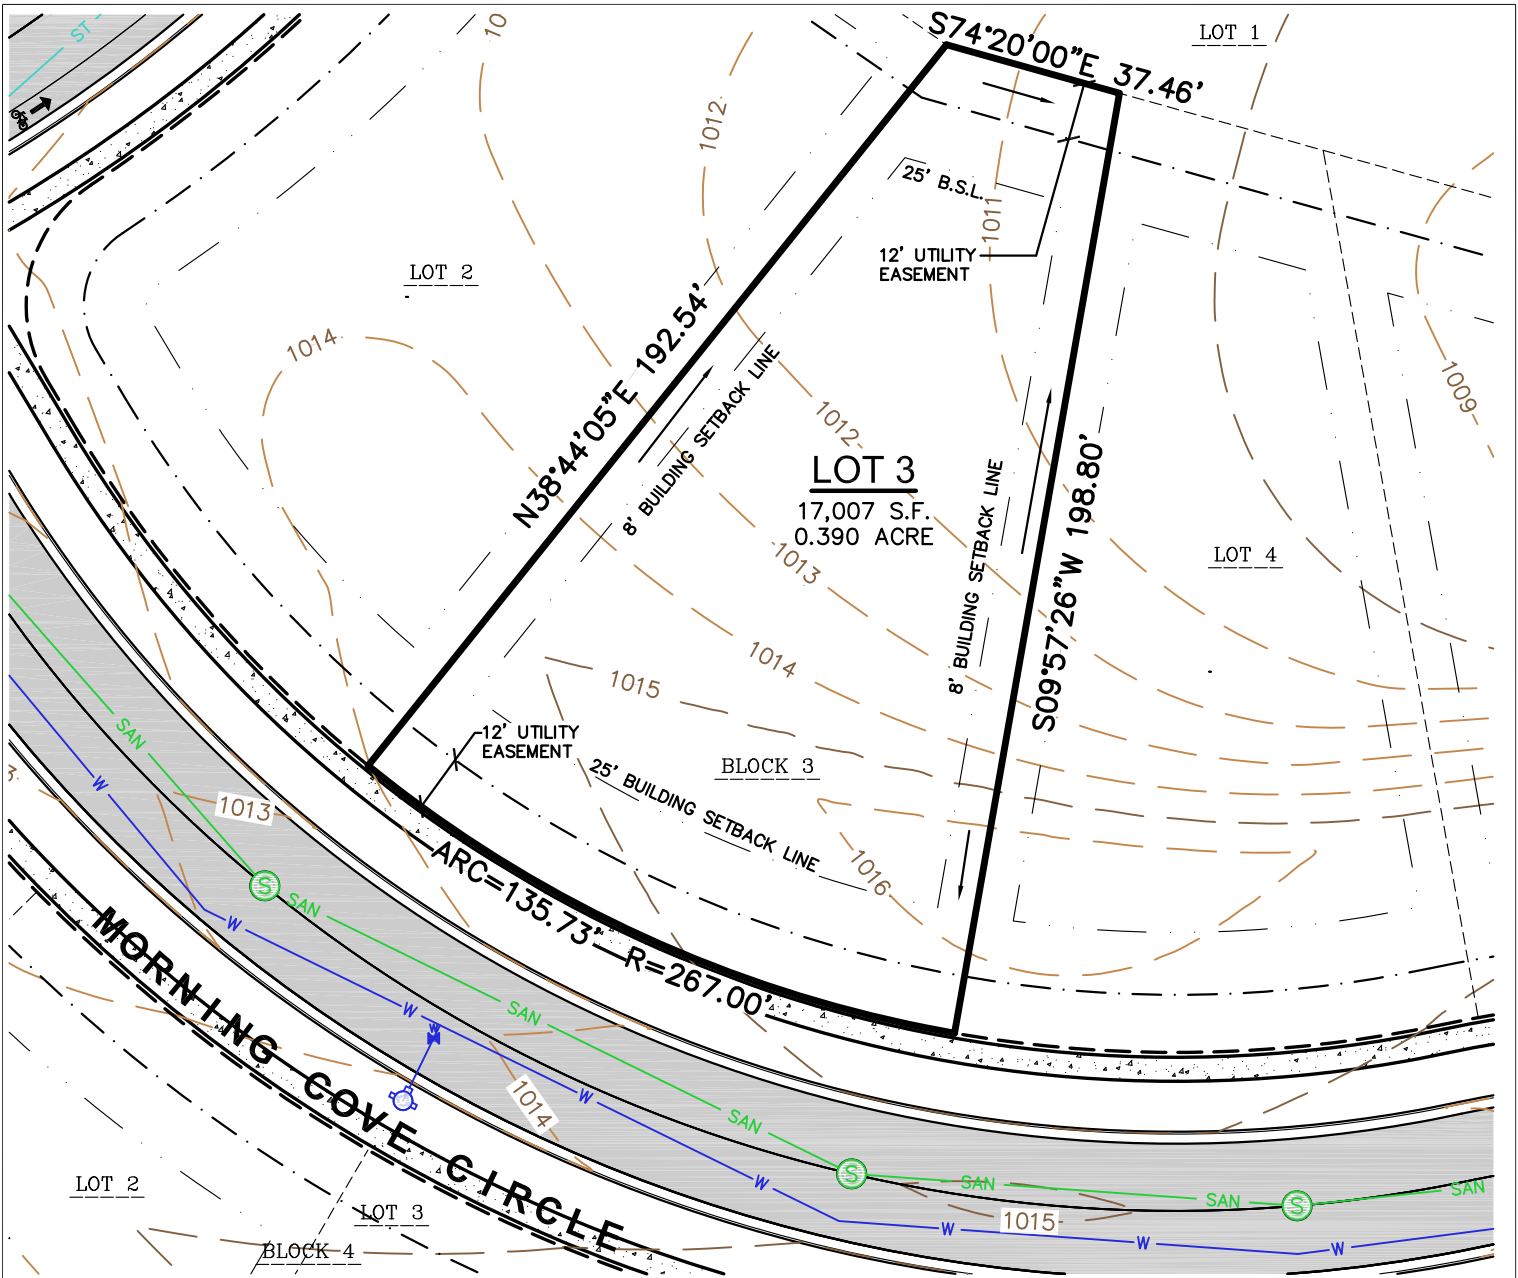 ST
10
S74°20'00"E 37.46'
LOT 1
1012
25' B.S.L.
1011
12' UTILITY
EASEMENT
LOT 2
1014
N38°44'05"E 192.54'
8' BUILDING SETBACK LINE
1012
1009
LOT 3
17,007 S.F.
0.390 ACRE
8' BUILDING SETBACK LINE
S09°57'26"W 198.80'
LOT 4
1013
1014
1015
12' UTILITY
EASEMENT
25' BUILDING SETBACK LINE
BLOCK 3
1016
SAN
W
3
1013
ARC=135.73' R=267.00'
S
SAN
W
MORNING COVE CIRCLE
W
SAN
W
1014
W
SAN
W
S
SAN
SAN
S
SAN
1015
W
W
W
LOT 2
LOT 3
BLOCK 4